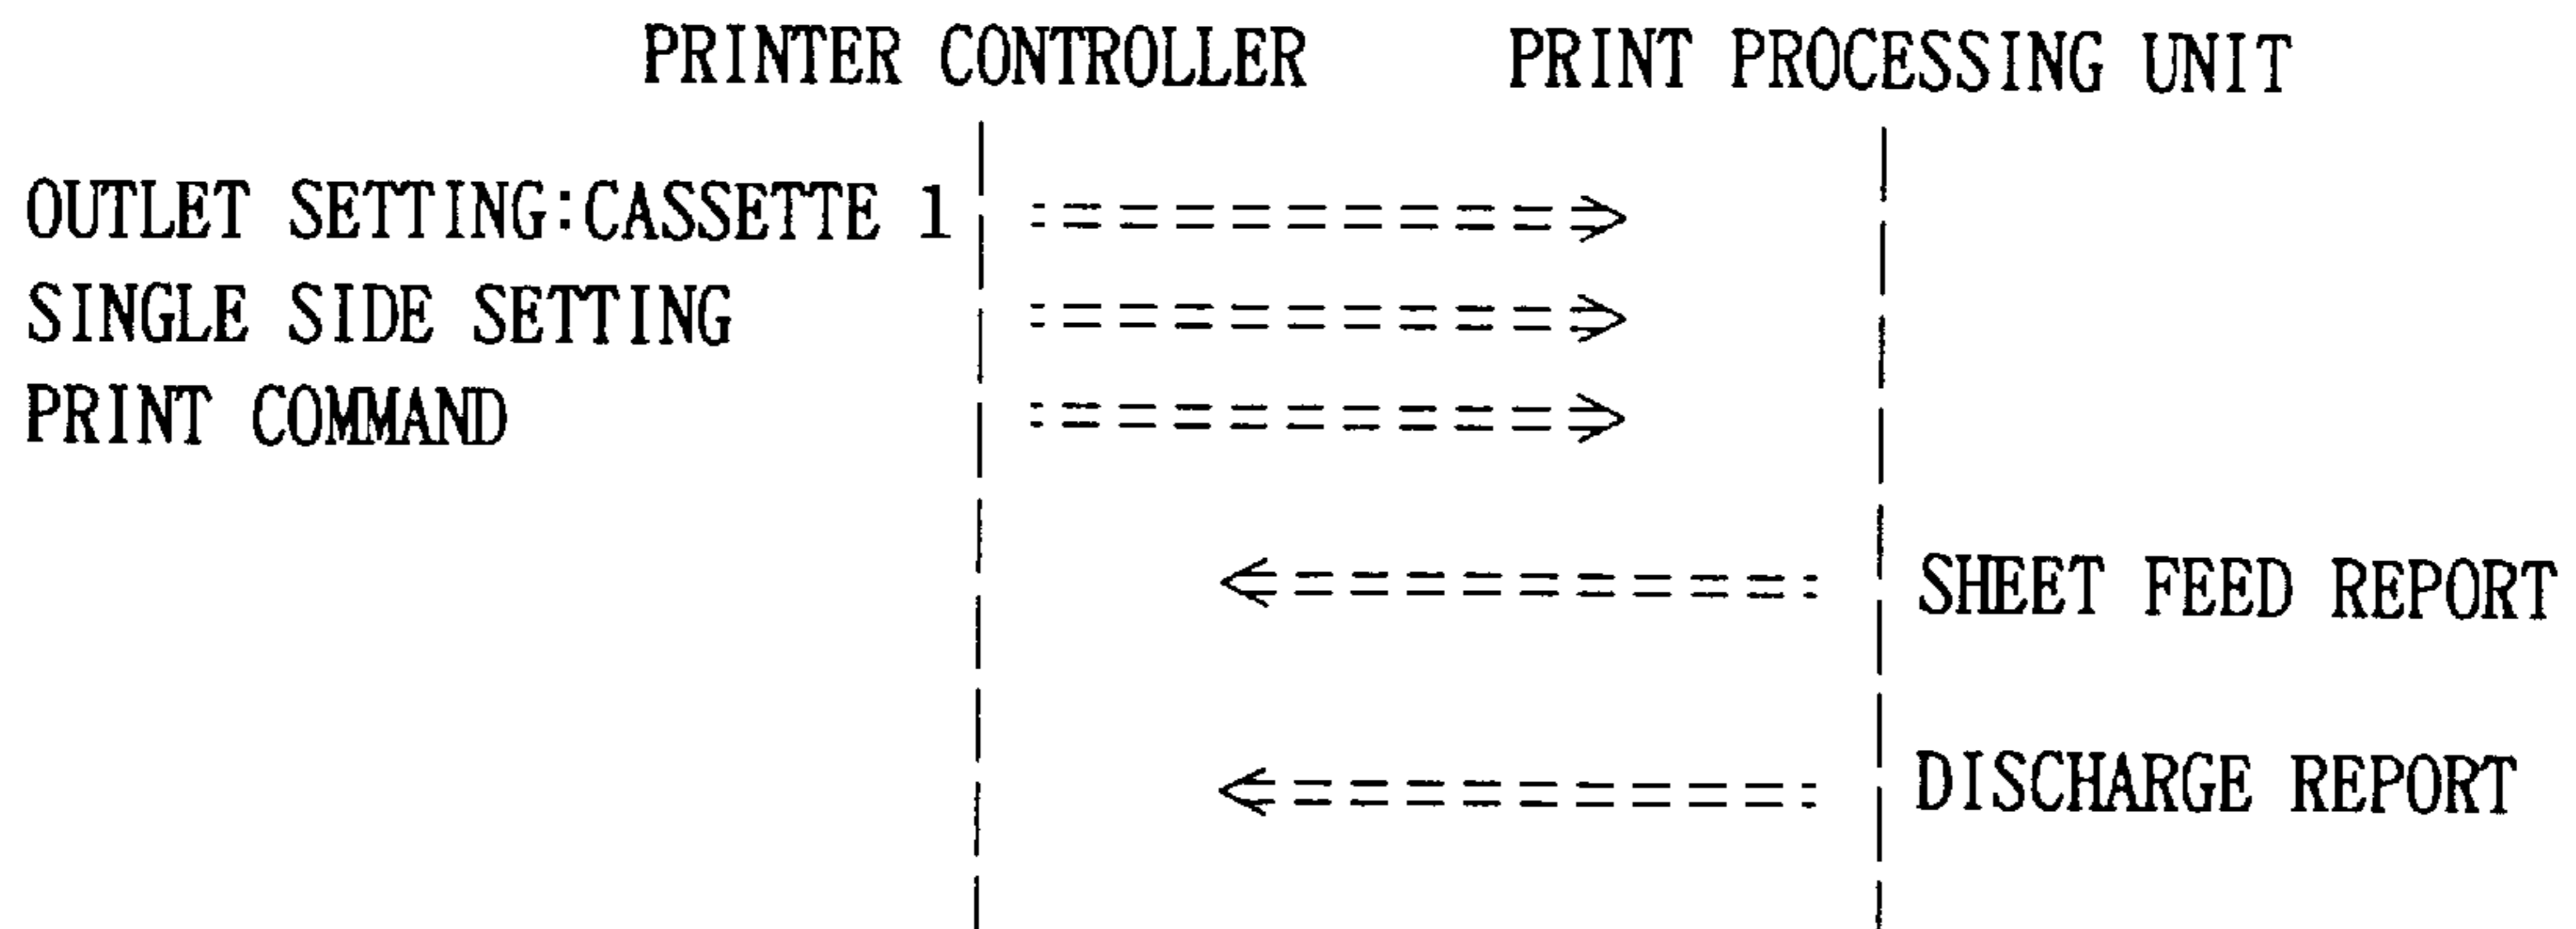 PRINTER CONTROLLER PRINT PROCESSING UNIT
OUTLET SETTING:CASSETTE 1
SINGLE SIDE SETTING
PRINT COMMAND
SHEET FEED REPORT
DISCHARGE REPORT